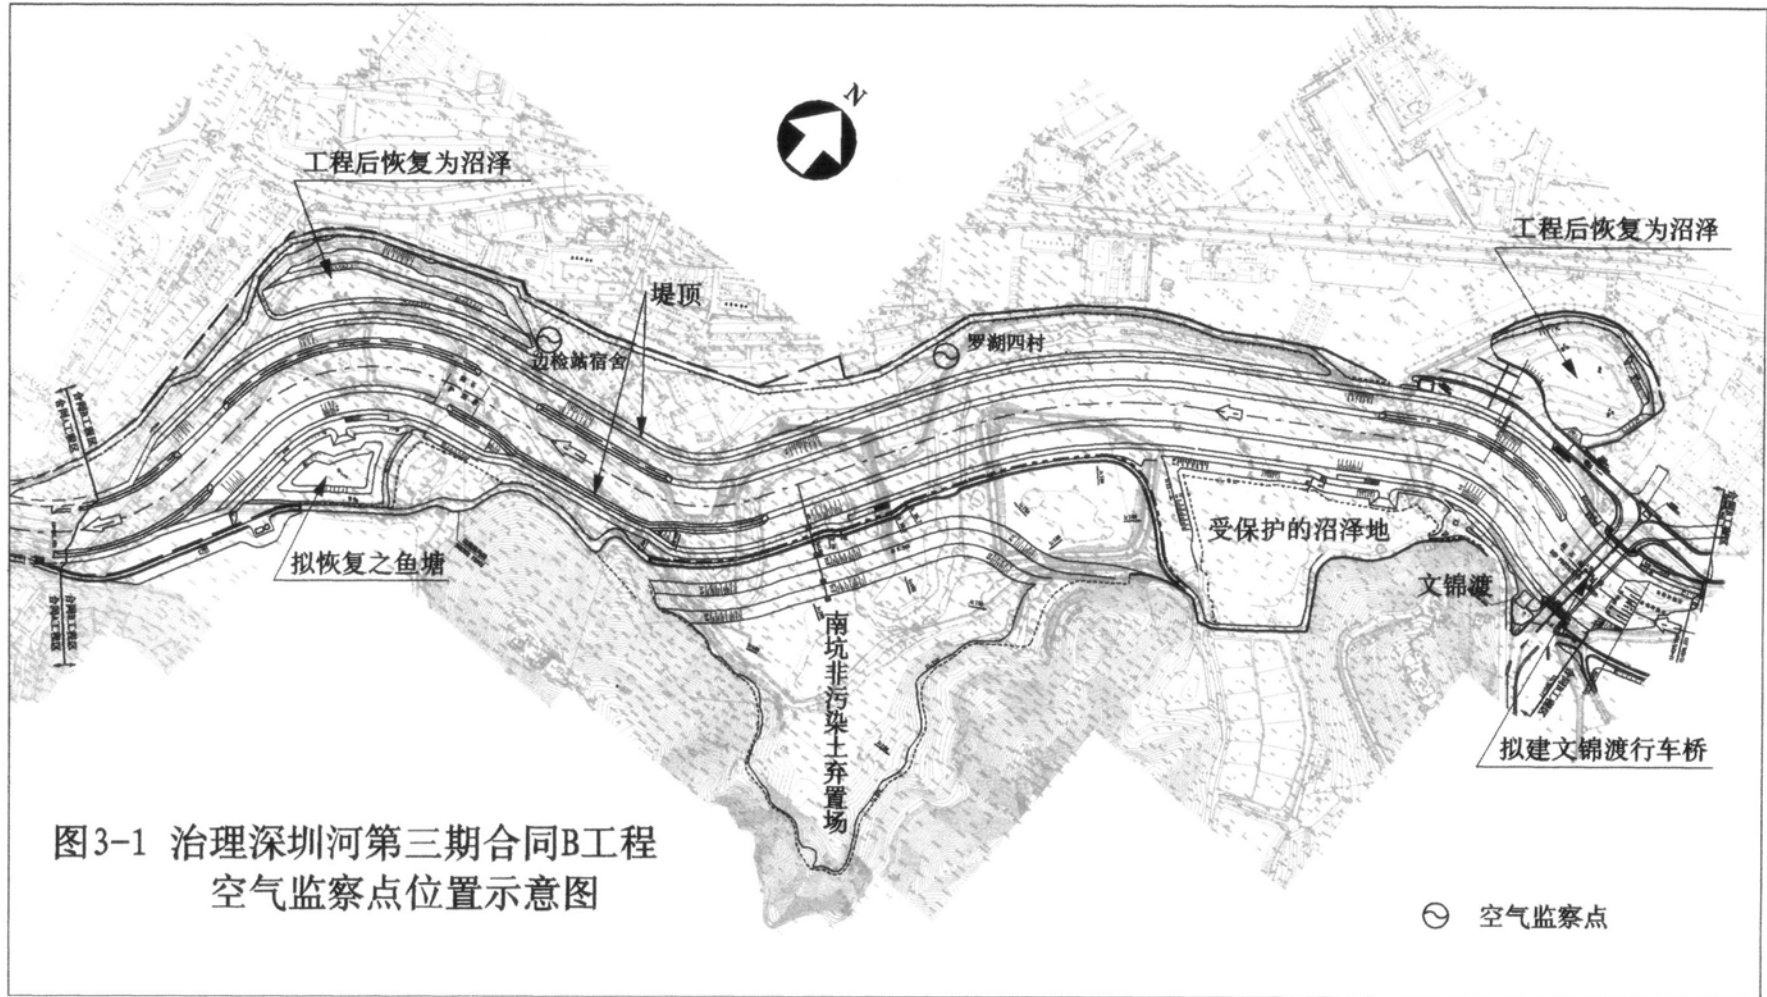 N
工程后恢复为沼泽
工程后恢复为沼泽
堤顶
边检站宿舍
罗湖四村
拟恢复之鱼塘
受保护的沼泽地
文锦渡
南坑非污染土弃置场
拟建文锦渡行车桥
图3-1 治理深圳河第三期合同B工程
空气监察点位置示意图
空气监察点